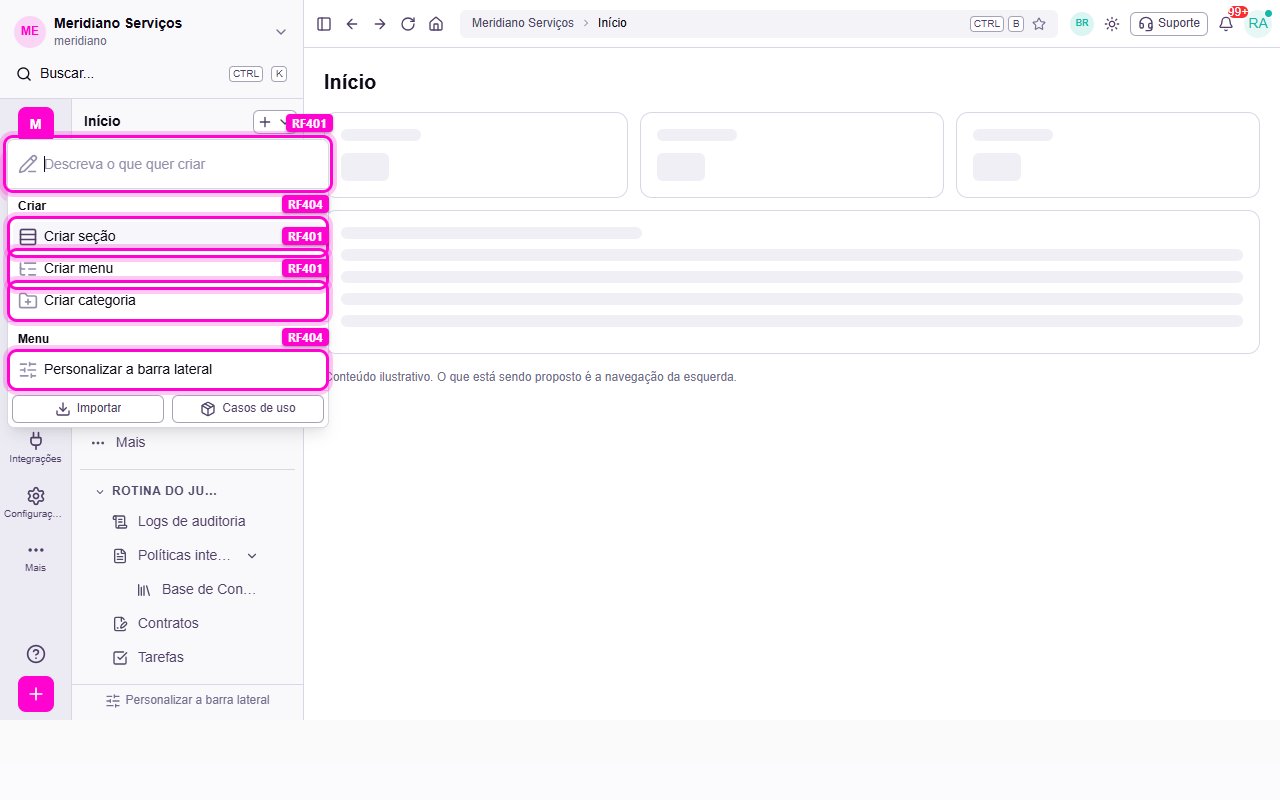 ME
Meridiano Serviços
meridiano
Buscar...
CTRL
K
Meridiano Serviços
Início
CTRL
B
BR
Suporte
99+
RA
Início
M
Início
RF401
Descreva o que quer criar
Criar
RF404
Criar seção
RF401
Criar menu
RF401
Criar categoria
Menu
RF404
Personalizar a barra lateral
Importar
Casos de uso
Conteúdo ilustrativo. O que está sendo proposto é a navegação da esquerda.
Integrações
Configuraç...
Mais
Mais
ROTINA DO JU...
Logs de auditoria
Políticas inte...
Base de Con...
Contratos
Tarefas
Personalizar a barra lateral